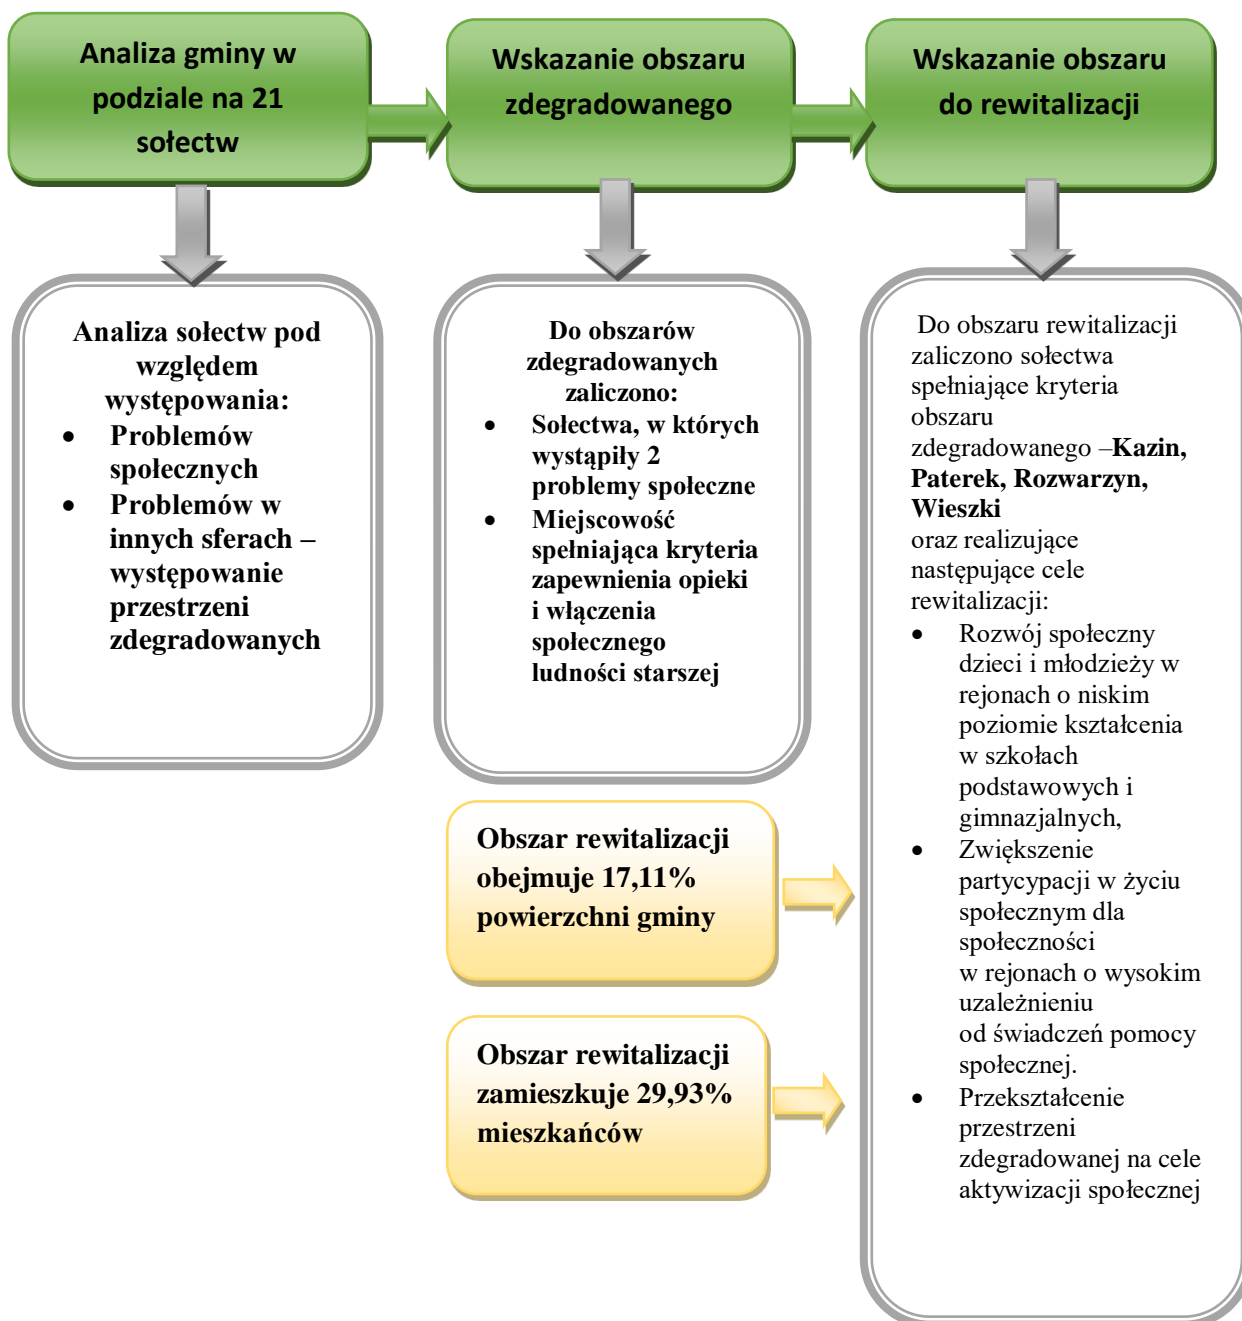 Analiza gminy w
podziale na 21
sołectw
Wskazanie obszaru
zdegradowanego
Wskazanie obszaru
do rewitalizacji
Analiza sołectw pod
względem
występowania:
• Problemów
społecznych
• Problemów w
innych sferach –
występowanie
przestrzeni
zdegradowanych
Do obszarów
zdegradowanych
zaliczono:
• Sołectwa, w których
wystąpiły 2
problemy społeczne
• Miejscowość
spełniająca kryteria
zapewnienia opieki
i włączenia
społecznego
ludności starszej
Obszar rewitalizacji
obejmuje 17,11%
powierzchni gminy
Obszar rewitalizacji
zamieszkuje 29,93%
mieszkańców
Do obszaru rewitalizacji
zaliczono sołectwa
spełniające kryteria
obszaru
zdegradowanego –Kazin,
Paterek, Rozwarzyn,
Wieszki
oraz realizujące
następujące cele
rewitalizacji:
• Rozwój społeczny
dzieci i młodzieży w
rejonach o niskim
poziomie kształcenia
w szkołach
podstawowych i
gimnazjalnych,
• Zwiększenie
partycypacji w życiu
społecznym dla
społeczności
w rejonach o wysokim
uzależnieniu
od świadczeń pomocy
społecznej.
• Przekształcenie
przestrzeni
zdegradowanej na cele
aktywizacji społecznej